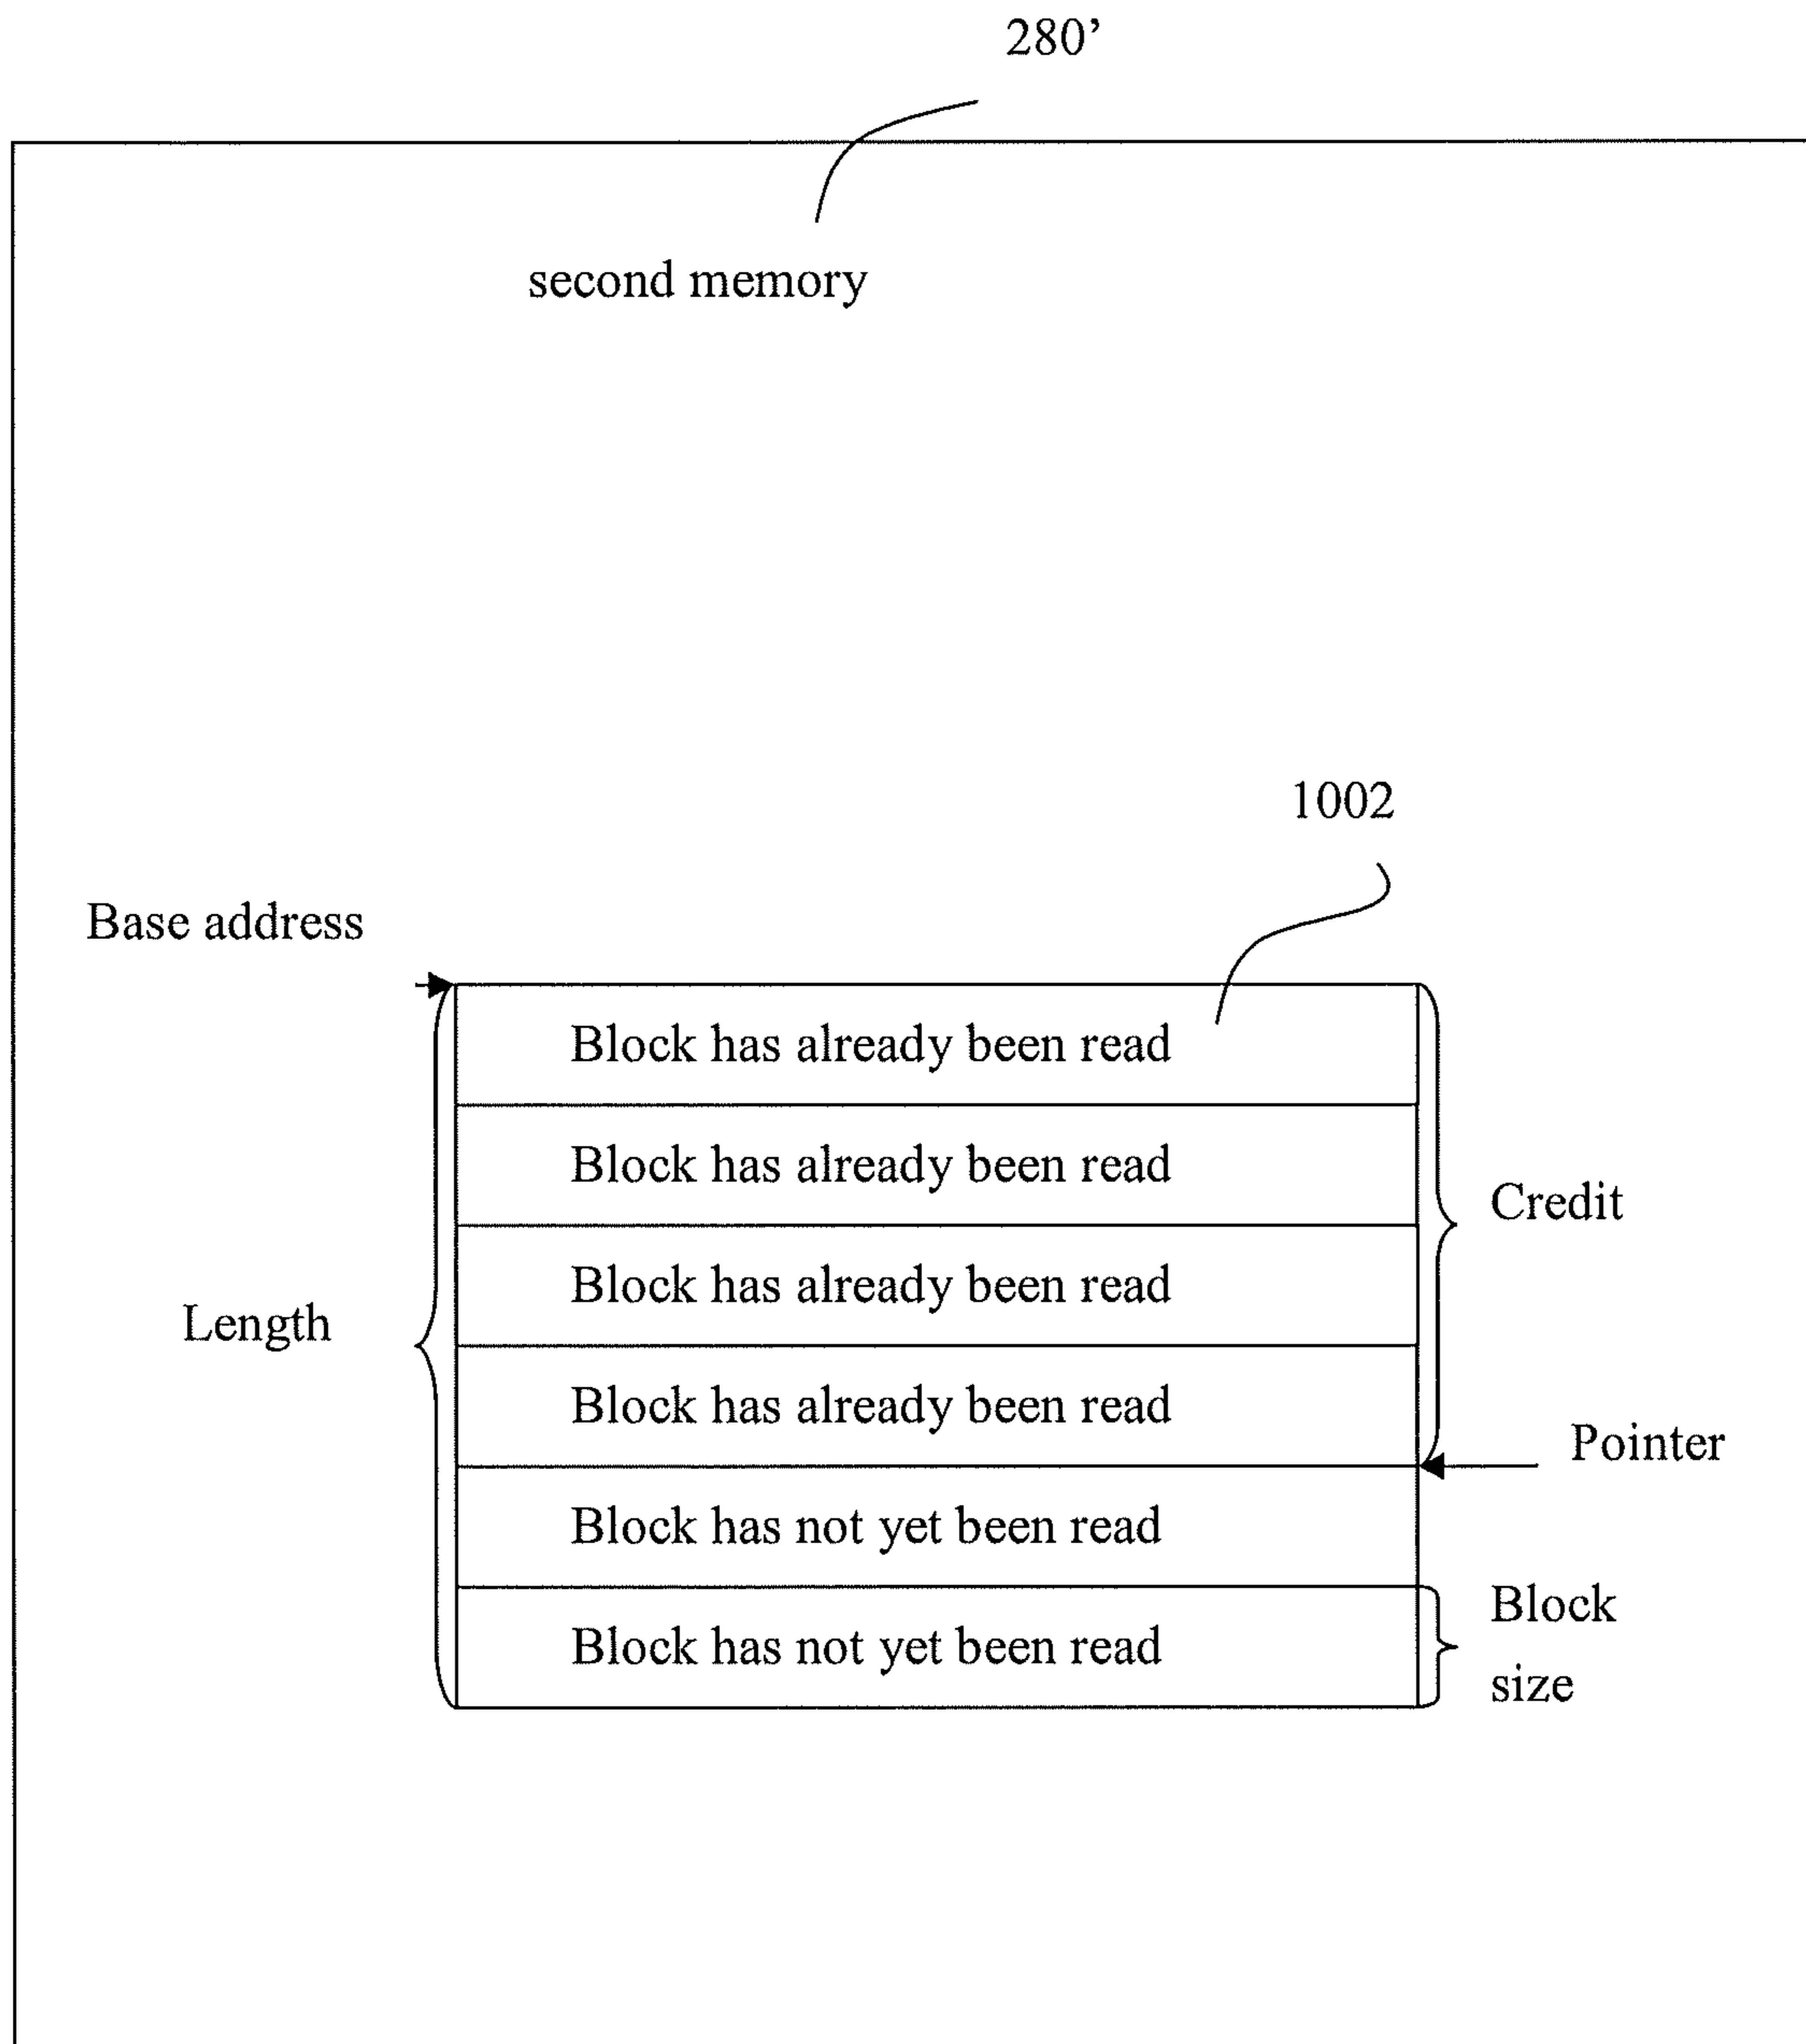 280’
second memory
1002
Base address
Block has already been read
Block has already been read
Credit
Block has already been read
Length
Block has already been read
Pointer
Block has not yet been read
Block
size
Block has not yet been read